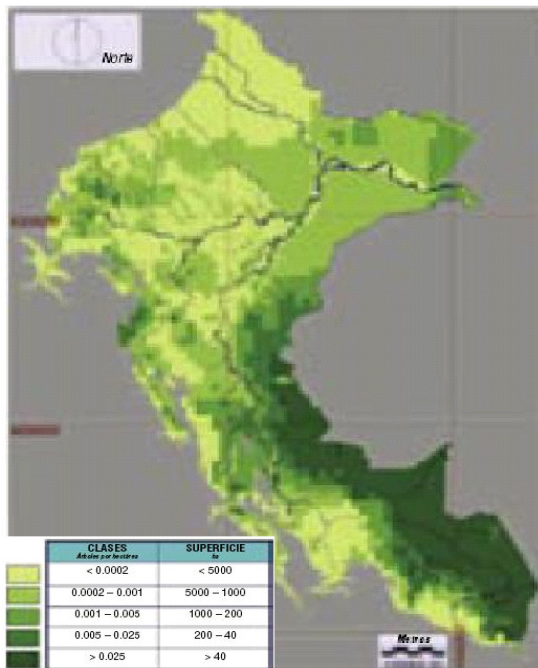 Norte
CLASES SUPERFICIE
Árboles por hectárea ha
< 0.0002 < 5000
0.0002 – 0.001 5000 – 1000
0.001 – 0.005 1000 – 200
0.005 – 0.025 200 – 40
> 0.025 > 40
Metros